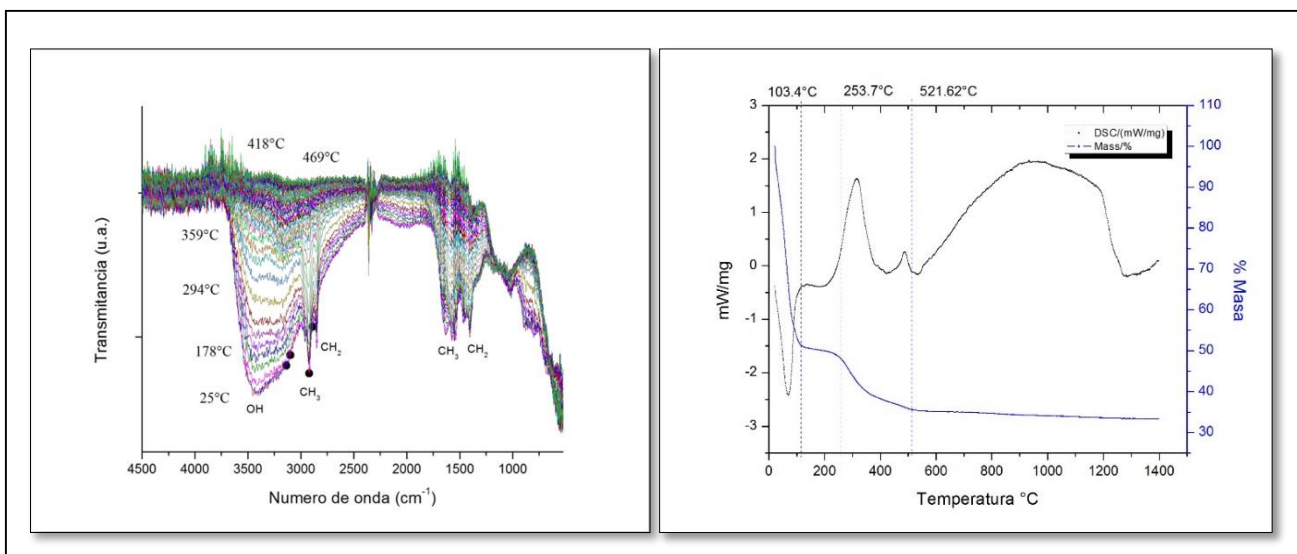 418°C
469°C
359°C
294°C
178°C
25°C
OH
CH3
CH2
CH3
CH2
Transmitancia (u.a.)
4500 4000 3500 3000 2500 2000 1500 1000
Numero de onda (cm-1)
103.4°C 253.7°C 521.62°C
DSC/(mW/mg)
Mass/%
3
2
1
0
-1
-2
-3
mW/mg
110
100
90
80
70
60
50
40
30
% Masa
0 200 400 600 800 1000 1200 1400
Temperatura °C